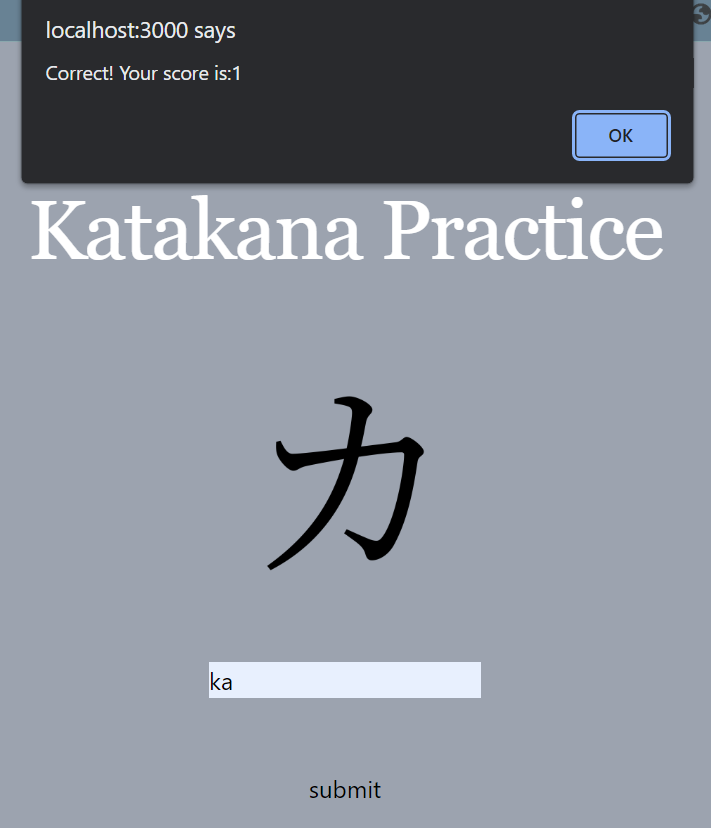 localhost:3000 says
Correct! Your score is:1
OK
Katakana Practice
カ
ka
submit